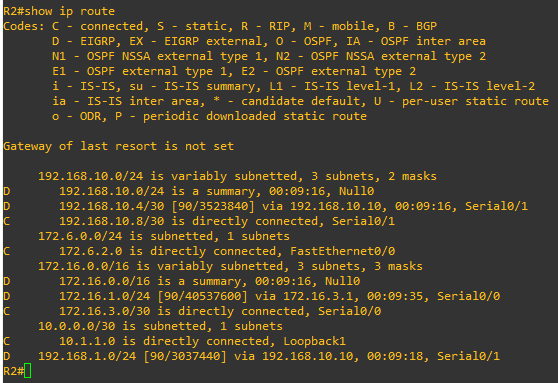 R2#show ip route
Codes: C - connected, S - static, R - RIP, M - mobile, B - BGP
       D - EIGRP, EX - EIGRP external, O - OSPF, IA - OSPF inter area
       N1 - OSPF NSSA external type 1, N2 - OSPF NSSA external type 2
       E1 - OSPF external type 1, E2 - OSPF external type 2
       i - IS-IS, su - IS-IS summary, L1 - IS-IS level-1, L2 - IS-IS level-2
       ia - IS-IS inter area, * - candidate default, U - per-user static route
       o - ODR, P - periodic downloaded static route

Gateway of last resort is not set

     192.168.10.0/24 is variably subnetted, 3 subnets, 2 masks
D       192.168.10.0/24 is a summary, 00:09:16, Null0
D       192.168.10.4/30 [90/3523840] via 192.168.10.10, 00:09:16, Serial0/1
C       192.168.10.8/30 is directly connected, Serial0/1
     172.6.0.0/24 is subnetted, 1 subnets
C       172.6.2.0 is directly connected, FastEthernet0/0
     172.16.0.0/16 is variably subnetted, 3 subnets, 3 masks
D       172.16.0.0/16 is a summary, 00:09:16, Null0
D       172.16.1.0/24 [90/40537600] via 172.16.3.1, 00:09:35, Serial0/0
C       172.16.3.0/30 is directly connected, Serial0/0
     10.0.0.0/30 is subnetted, 1 subnets
C       10.1.1.0 is directly connected, Loopback1
D    192.168.1.0/24 [90/3037440] via 192.168.10.10, 00:09:18, Serial0/1
R2#